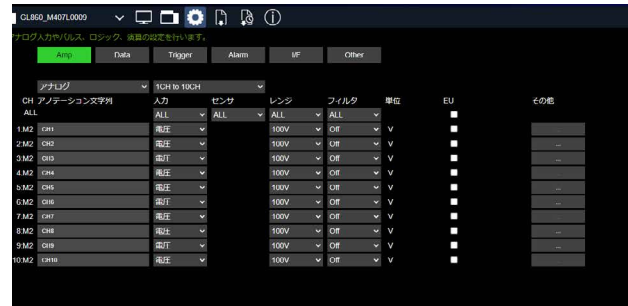 CL860_M407L0009
アナログ入力やパルス、ロジック、演算の設定を行います。
Amp Data Trigger Alarm I/F Other
アナログ 1CH to 10CH
CH アノテーション文字列 入力 センサ レンジ フィルタ 単位 EU その他
ALL ALL ALL ALL ALL
1:M2 CH1 電圧 100V Off V ...
2:M2 CH2 電圧 100V Off V ...
3:M2 CH3 電圧 100V Off V ...
4:M2 CH4 電圧 100V Off V ...
5:M2 CH5 電圧 100V Off V ...
6:M2 CH6 電圧 100V Off V ...
7:M2 CH7 電圧 100V Off V ...
8:M2 CH8 電圧 100V Off V ...
9:M2 CH9 電圧 100V Off V ...
10:M2 CH10 電圧 100V Off V ...